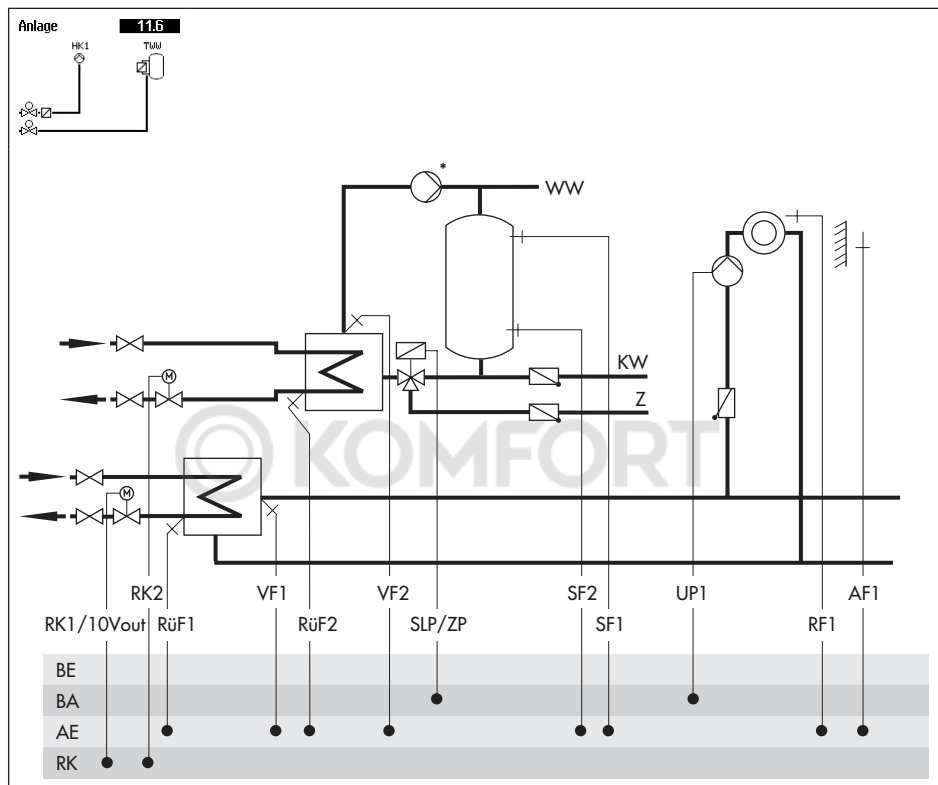 Anlage 11.6
HK1 TWW
*
WW
KW
Z
M
M
KOMFORT
RK2 VF1 VF2 SF2 UP1 AF1
RK1/10Vout RüF1 RüF2 SLP/ZP SF1 RF1
BE
BA
AE
RK